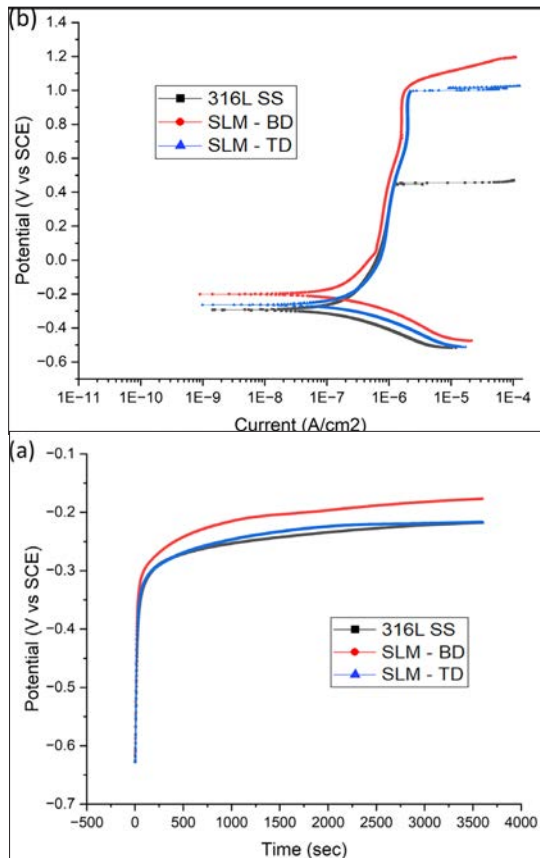 (b)
1.4
1.2
1.0
0.8
0.6
0.4
0.2
0.0
−0.2
−0.4
−0.6
Potential (V vs SCE)
316L SS
SLM - BD
SLM - TD
1E-11 1E-10 1E-9 1E-8 1E-7 1E-6 1E-5 1E-4
Current (A/cm2)
(a)
−0.1
−0.2
−0.3
−0.4
−0.5
−0.6
−0.7
Potential (V vs SCE)
316L SS
SLM - BD
SLM - TD
−500 0 500 1000 1500 2000 2500 3000 3500 4000
Time (sec)